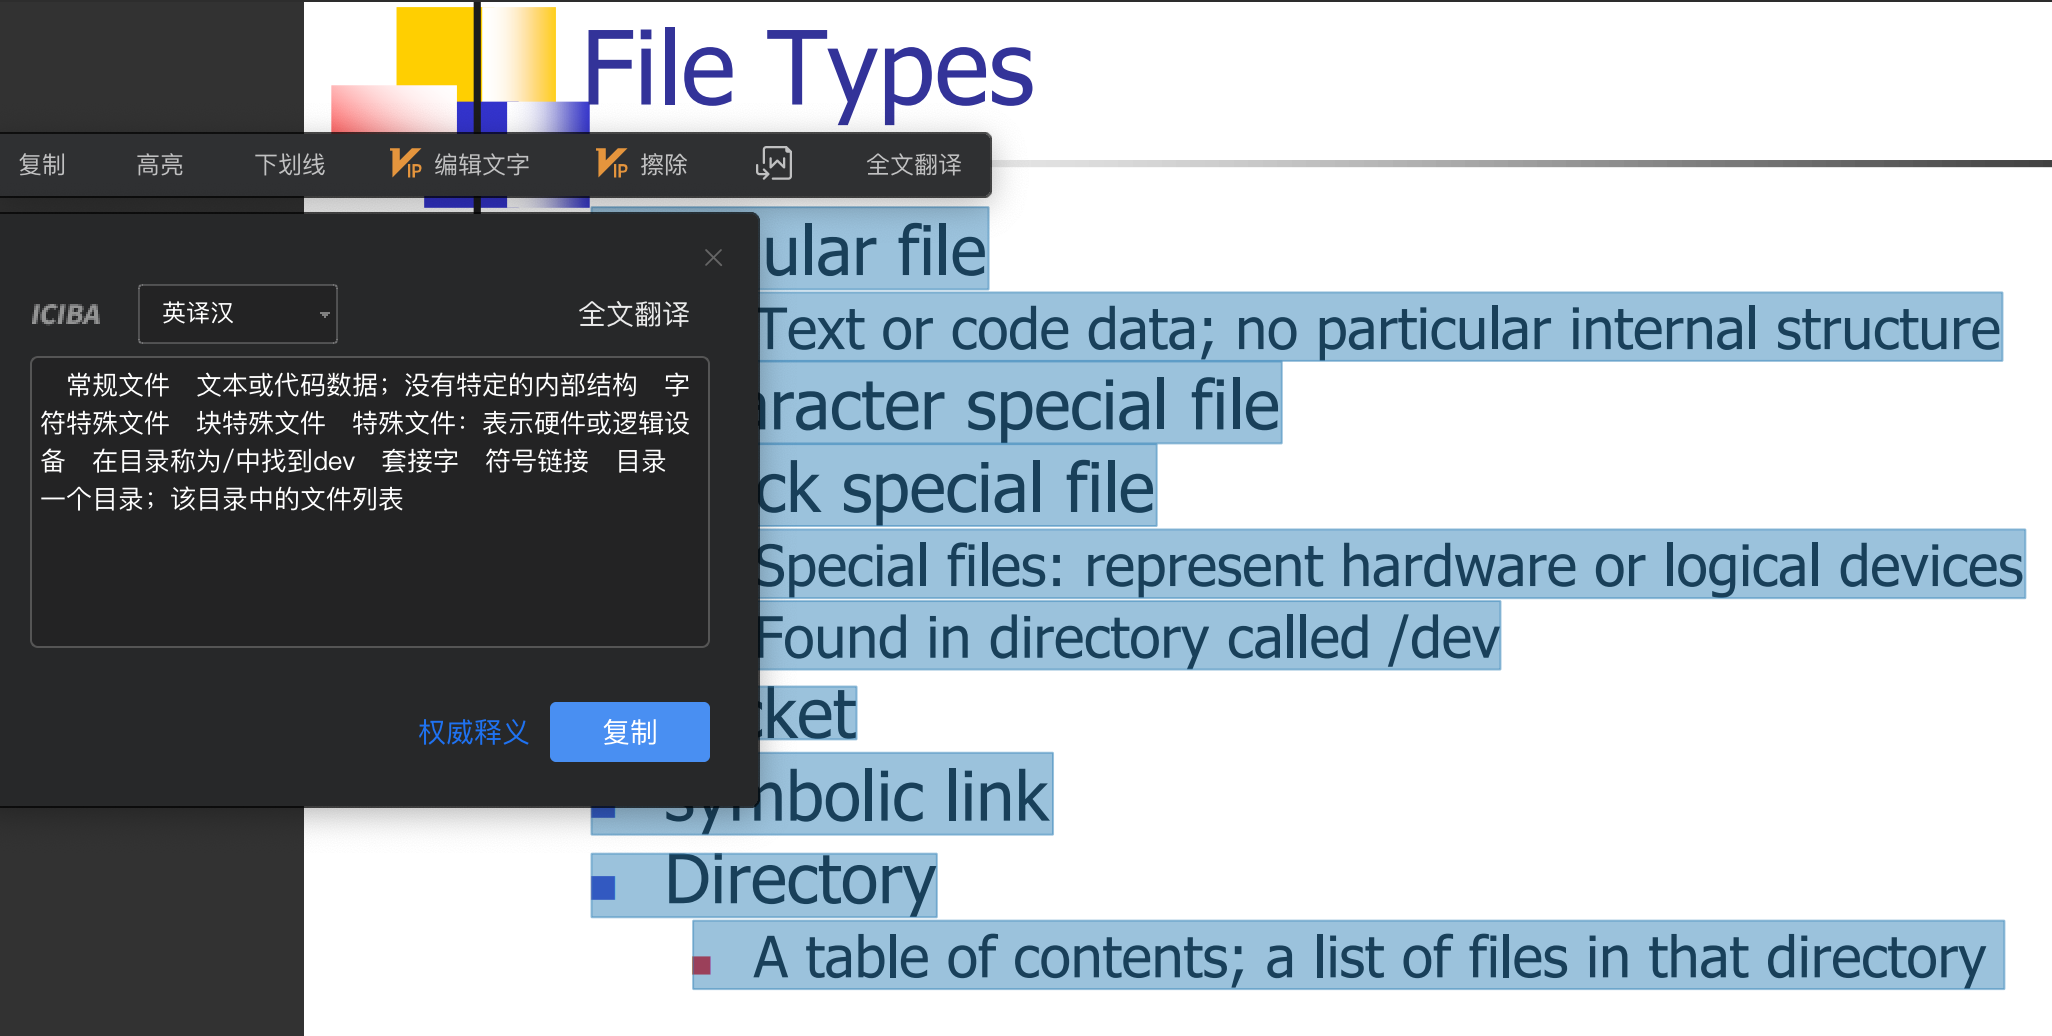 File Types
复制 高亮 下划线 VIP 编辑文字 VIP 擦除 全文翻译
ular file
Text or code data; no particular internal structure
racter special file
ck special file
Special files: represent hardware or logical devices
Found in directory called /dev
ket
symbolic link
Directory
A table of contents; a list of files in that directory
ICIBA 英译汉 全文翻译
常规文件 文本或代码数据；没有特定的内部结构 字
符特殊文件 块特殊文件 特殊文件：表示硬件或逻辑设
备 在目录称为/中找到dev 套接字 符号链接 目录
一个目录；该目录中的文件列表
权威释义 复制